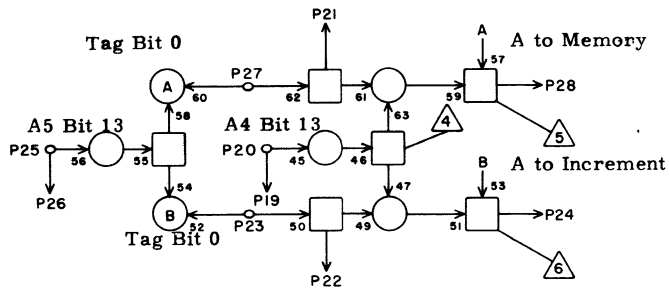 P21
Tag Bit 0
A
A to Memory
P27
57
A
60
62
61
59
P28
58
63
4
5
A5 Bit 13
A4 Bit 13
P25
56
55
P20
45
46
B
A to Increment
54
47
53
P26
P19
B
52
P23
50
49
51
P24
Tag Bit 0
P22
6